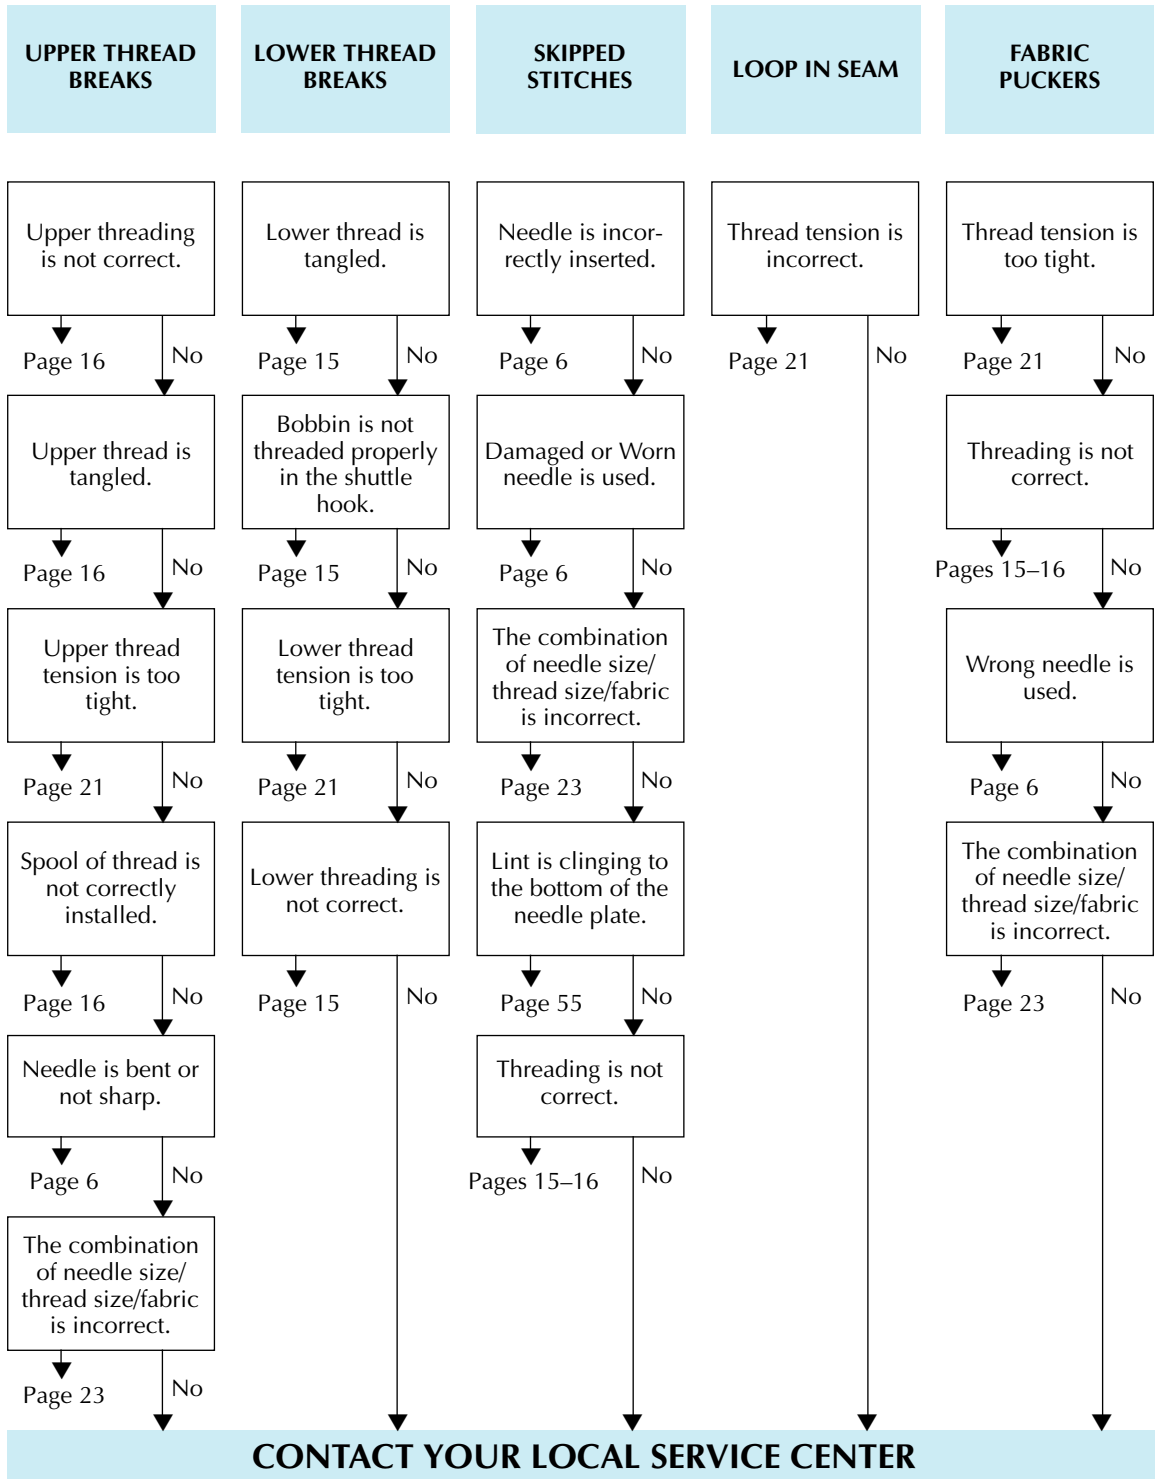 UPPER THREAD
BREAKS
LOWER THREAD
BREAKS
SKIPPED
STITCHES
LOOP IN SEAM
FABRIC
PUCKERS
Upper threading
is not correct.
Page 16
No
Upper thread is
tangled.
Page 16
No
Upper thread
tension is too
tight.
Page 21
No
Spool of thread is
not correctly
installed.
Page 16
No
Needle is bent or
not sharp.
Page 6
No
The combination
of needle size/
thread size/fabric
is incorrect.
Page 23
No
Lower thread is
tangled.
Page 15
No
Bobbin is not
threaded properly
in the shuttle
hook.
Page 15
No
Lower thread
tension is too
tight.
Page 21
No
Lower threading is
not correct.
Page 15
No
Needle is incor-
rectly inserted.
Page 6
No
Damaged or Worn
needle is used.
Page 6
No
The combination
of needle size/
thread size/fabric
is incorrect.
Page 23
No
Lint is clinging to
the bottom of the
needle plate.
Page 55
No
Threading is not
correct.
Pages 15–16
No
Thread tension is
incorrect.
Page 21
No
Thread tension is
too tight.
Page 21
No
Threading is not
correct.
Pages 15–16
No
Wrong needle is
used.
Page 6
No
The combination
of needle size/
thread size/fabric
is incorrect.
Page 23
No
CONTACT YOUR LOCAL SERVICE CENTER